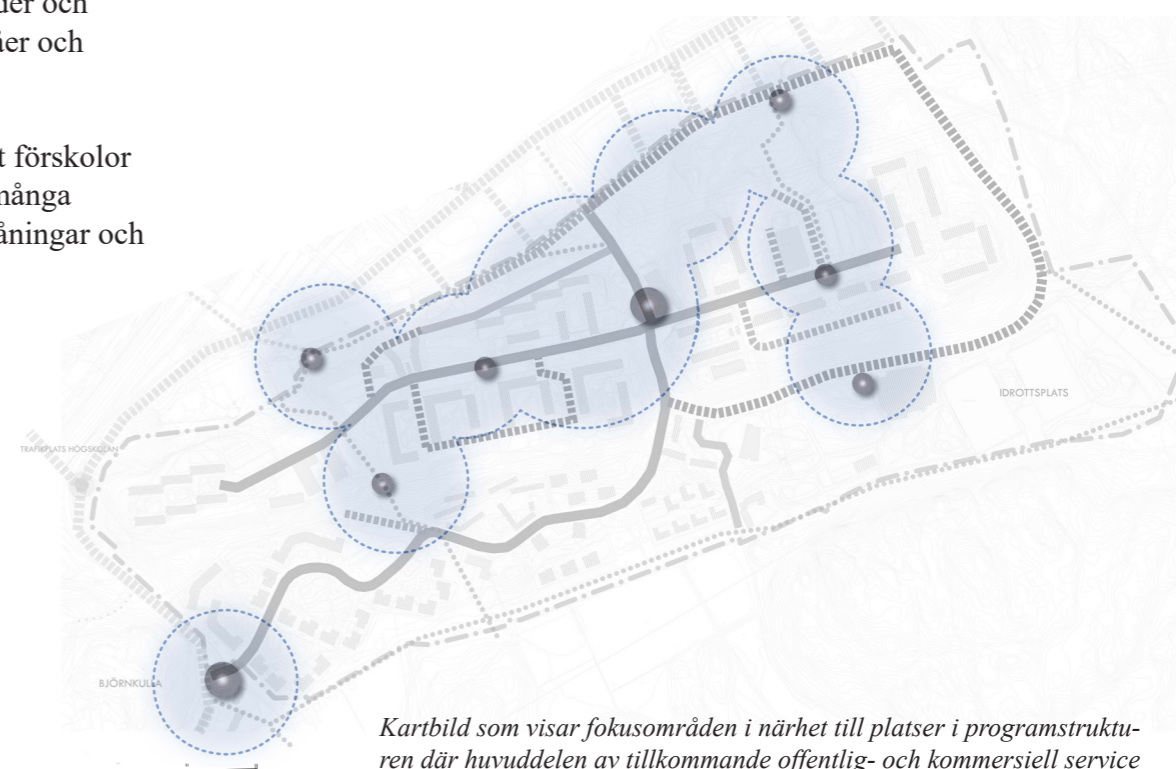 der och
åer och
t förskolor
många
åningar och
IDROTTSPLATS
TRAFIKPLATS HÖGSKOLAN
BJÖRNKULLA
Kartbild som visar fokusområden i närhet till platser i programstruktu-
ren där huvuddelen av tillkommande offentlig- och kommersiell service